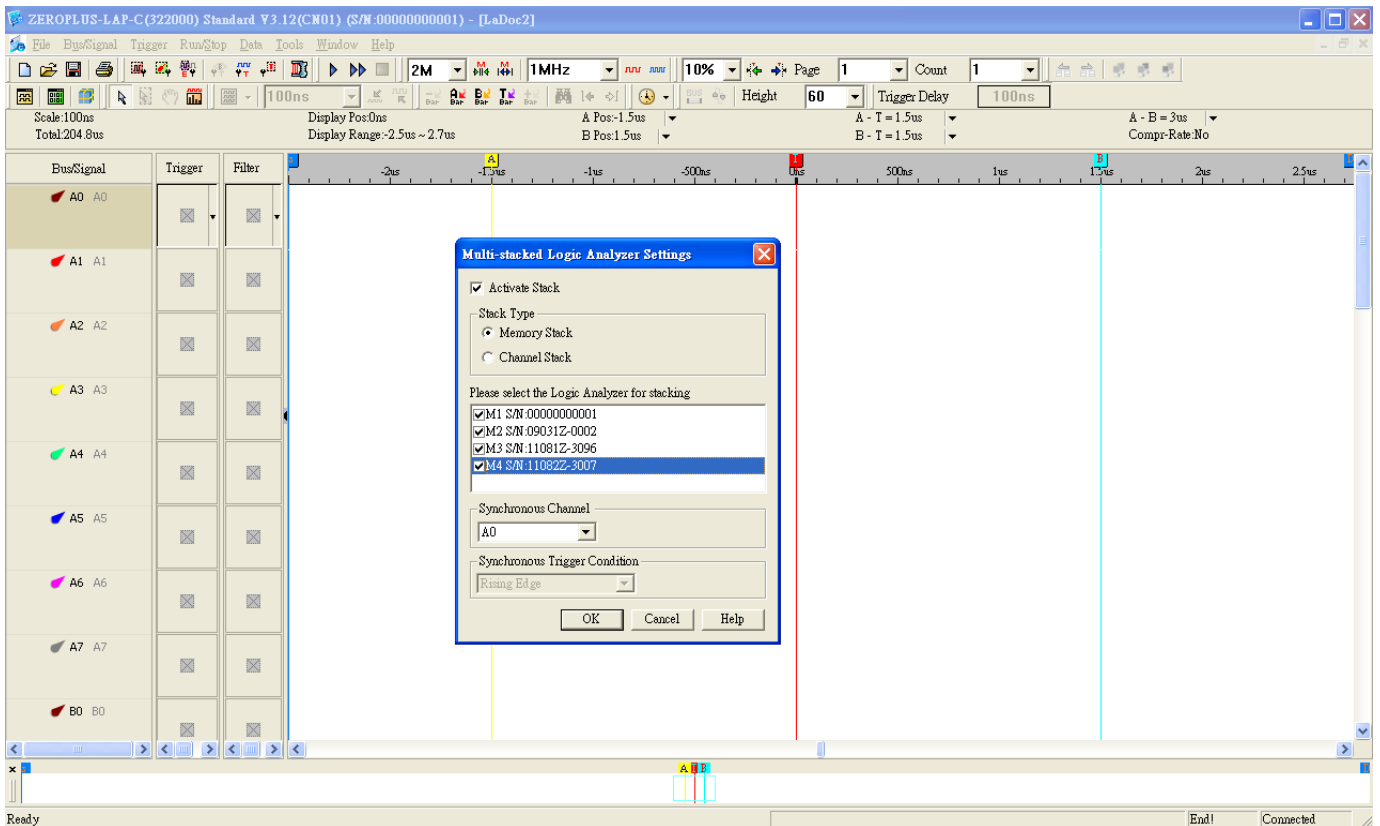 ZEROPLUS-LAP-C(322000) Standard V3.12(CN01) (S/N:00000000001) - [LaDoc2]
File Bus/Signal Trigger Run/Stop Data Tools Window Help
2M 1MHz 10% Page 1 Count 1
100ns Bar Bar Bar Bar Bar BUS Height 60 Trigger Delay 100ns
Scale:100ns Display Pos:0ns A Pos:-1.5us A - T = 1.5us A - B = 3us
Total:204.8us Display Range:-2.5us ~ 2.7us B Pos:1.5us B - T = 1.5us Compr-Rate:No
Bus/Signal Trigger Filter -2us A -1.5us -1us -500ns T 0us 500ns 1us B 1.5us 2us 2.5us
A0 A0
A1 A1
A2 A2
A3 A3
A4 A4
A5 A5
A6 A6
A7 A7
B0 B0
Multi-stacked Logic Analyzer Settings
Activate Stack
Stack Type
Memory Stack
Channel Stack
Please select the Logic Analyzer for stacking
M1 S/N:00000000001
M2 S/N:09031Z-0002
M3 S/N:11081Z-3096
M4 S/N:11082Z-3007
Synchronous Channel
A0
Synchronous Trigger Condition
Rising Edge
OK Cancel Help
A T B
Ready End! Connected